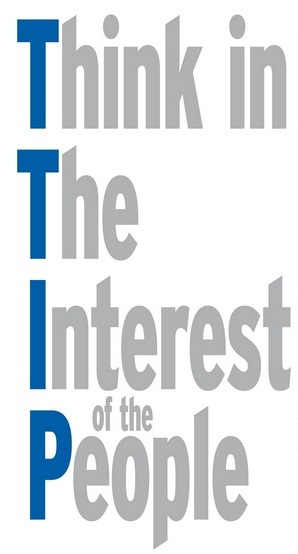 Think in
The
Interest
of the
People